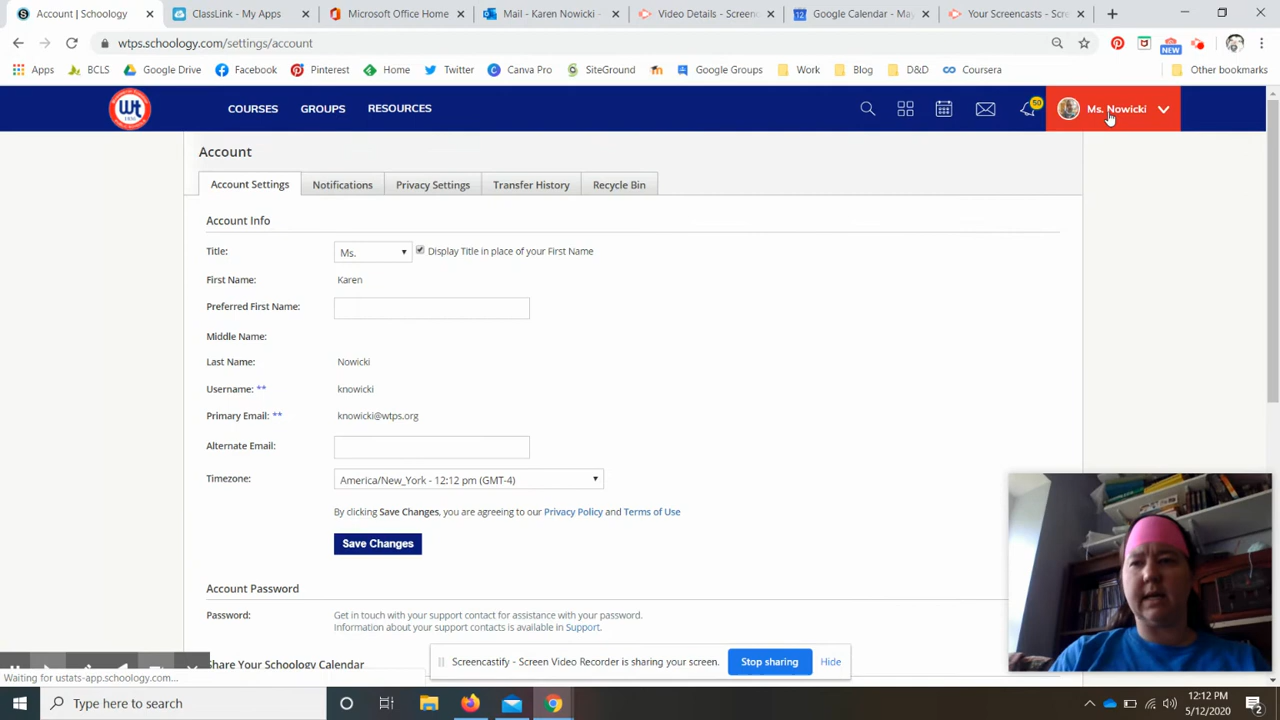 Account | Schoology
ClassLink - My Apps
Microsoft Office Home
Mail - Karen Nowicki -
Video Details - Screenc
Google Calendar - May
Your Screencasts - Scre
wtps.schoology.com/settings/account
NEW
Apps
BCLS
Google Drive
Facebook
Pinterest
Home
Twitter
Canva Pro
SiteGround
Google Groups
Work
Blog
D&D
Coursera
Other bookmarks
wt
COURSES
GROUPS
RESOURCES
50
Ms. Nowicki
Account
Account Settings
Notifications
Privacy Settings
Transfer History
Recycle Bin
Account Info
Title: Ms. Display Title in place of your First Name
First Name: Karen
Preferred First Name:
Middle Name:
Last Name: Nowicki
Username: ** knowicki
Primary Email: ** knowicki@wtps.org
Alternate Email:
Timezone: America/New_York - 12:12 pm (GMT-4)
By clicking Save Changes, you are agreeing to our Privacy Policy and Terms of Use
Save Changes
Account Password
Password: Get in touch with your support contact for assistance with your password.
Information about your support contacts is available in Support.
Share Your Schoology Calendar
Screencastify - Screen Video Recorder is sharing your screen.
Stop sharing
Hide
Waiting for ustats-app.schoology.com...
Type here to search
12:12 PM
5/12/2020
2